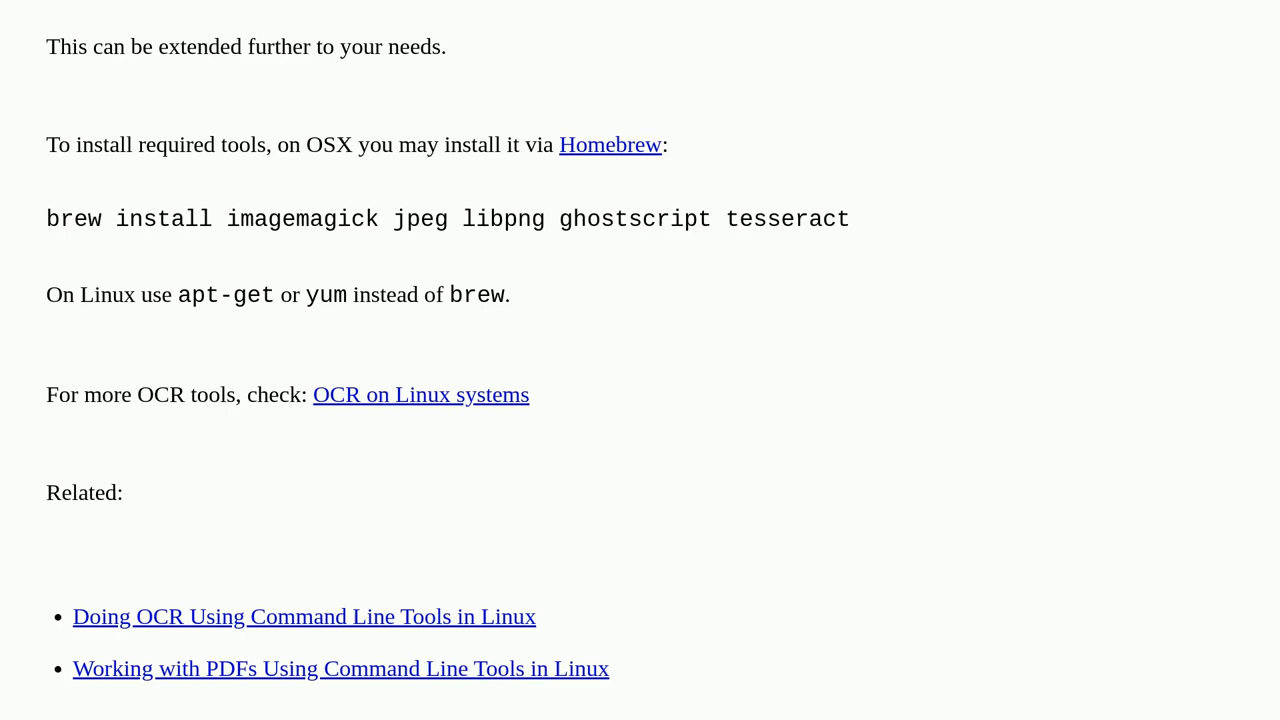 This can be extended further to your needs.
To install required tools, on OSX you may install it via Homebrew:
brew install imagemagick jpeg libpng ghostscript tesseract
On Linux use apt-get or yum instead of brew.
For more OCR tools, check: OCR on Linux systems
Related:
• Doing OCR Using Command Line Tools in Linux
• Working with PDFs Using Command Line Tools in Linux